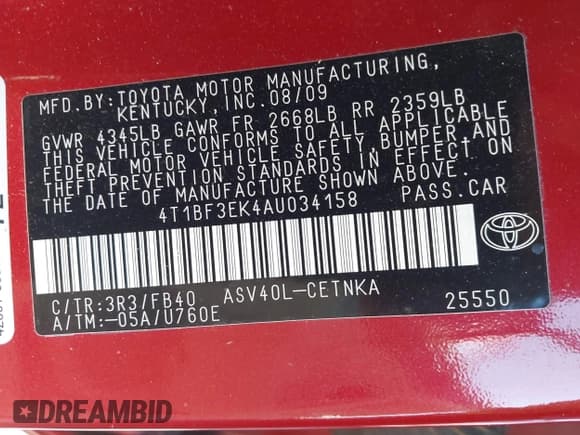 MFD.BY:TOYOTA MOTOR MANUFACTURING,
KENTUCKY, INC. 08/09
GVWR 4345LB GAWR FR 2668LB RR 2359LB
THIS VEHICLE CONFORMS TO ALL APPLICABLE
FEDERAL MOTOR VEHICLE SAFETY, BUMPER, AND
THEFT PREVENTION STANDARDS IN EFFECT ON
THE DATE OF MANUFACTURE SHOWN ABOVE.
4T1BF3EK4AU034158 PASS.CAR
C/TR:3R3/FB40 ASV40L-CETNKA 25550
A/TM:-05A/U760E
DREAMBID